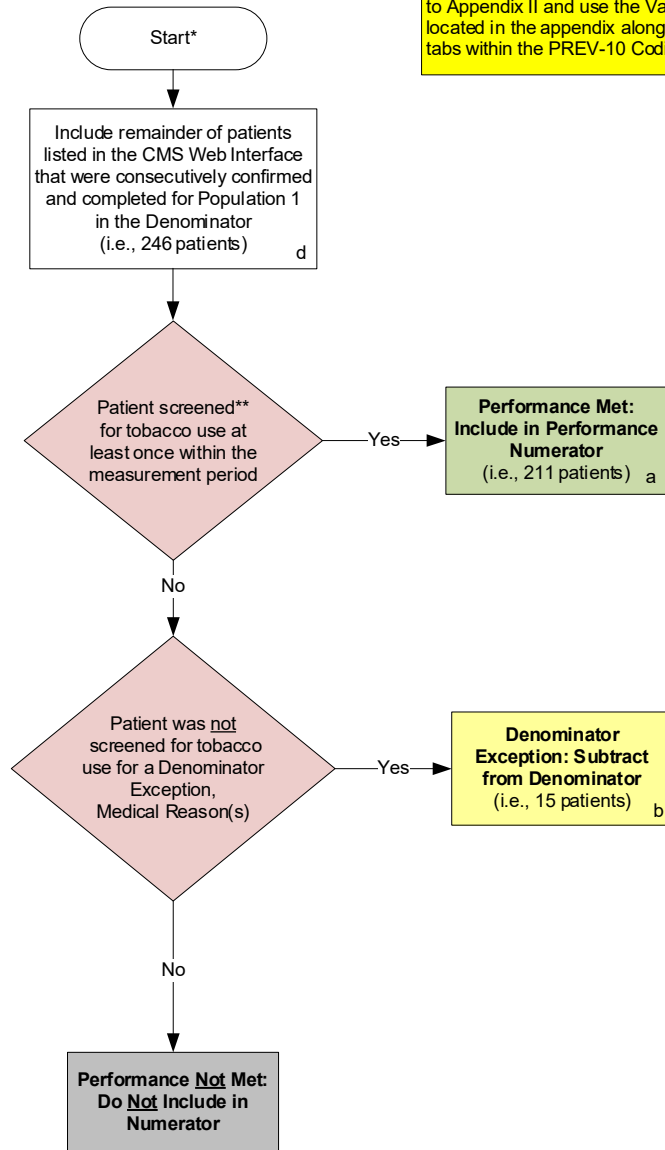 to Appendix II and use the
located in the appendix along
tabs within the PREV-10
Start*
Include remainder of patients
listed in the CMS Web Interface
that were consecutively confirmed
and completed for Population 1
in the Denominator
(i.e., 246 patients)
d
Patient screened**
for tobacco use at
least once within the
measurement period
Yes
Performance Met:
Include in Performance
Numerator
(i.e., 211 patients)
a
No
Patient was not
screened for tobacco
use for a Denominator
Exception,
Medical Reason(s)
Yes
Denominator
Exception: Subtract
from Denominator
(i.e., 15 patients)
b
No
Performance Not Met:
Do Not Include in
Numerator